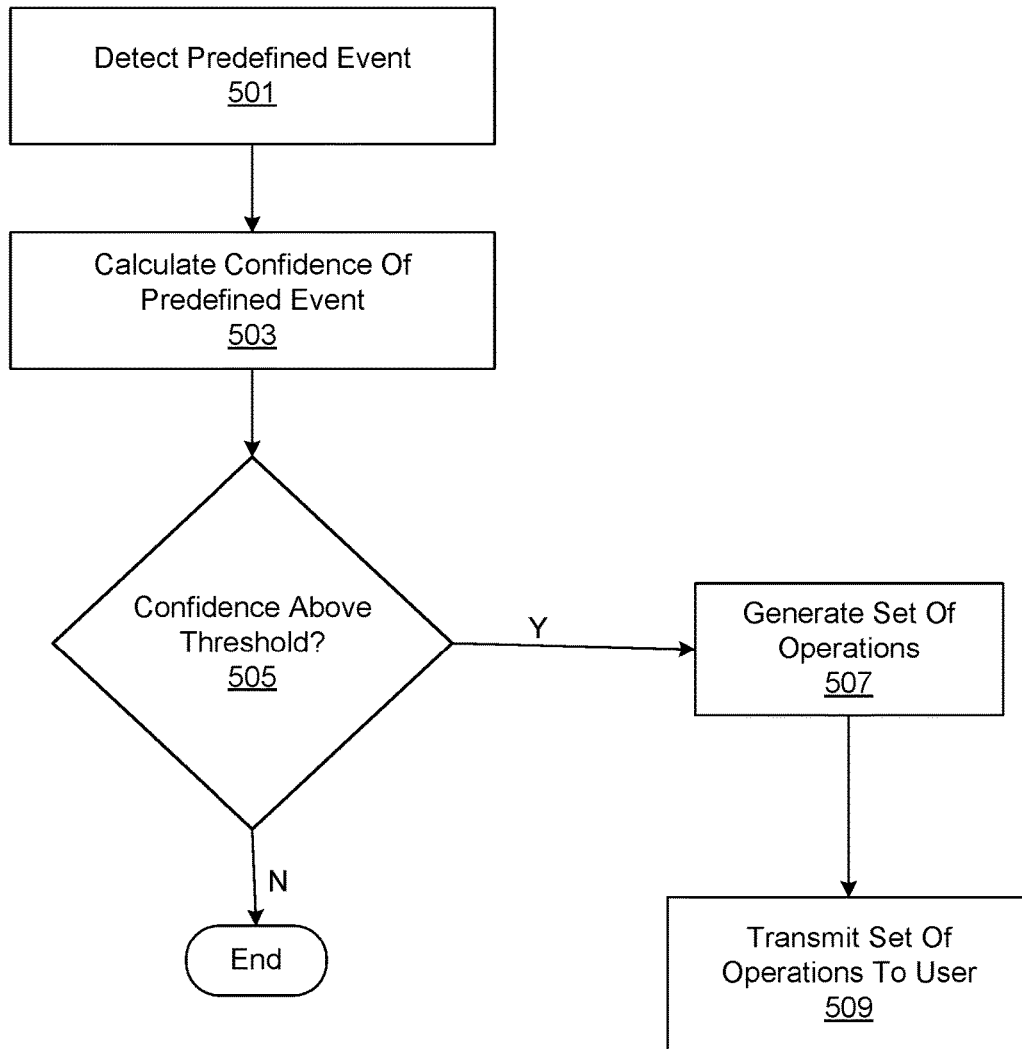 Detect Predefined Event
501
Calculate Confidence Of
Predefined Event
503
Confidence Above
Threshold?
505
Y
Generate Set Of
Operations
507
N
End
Transmit Set Of
Operations To User
509